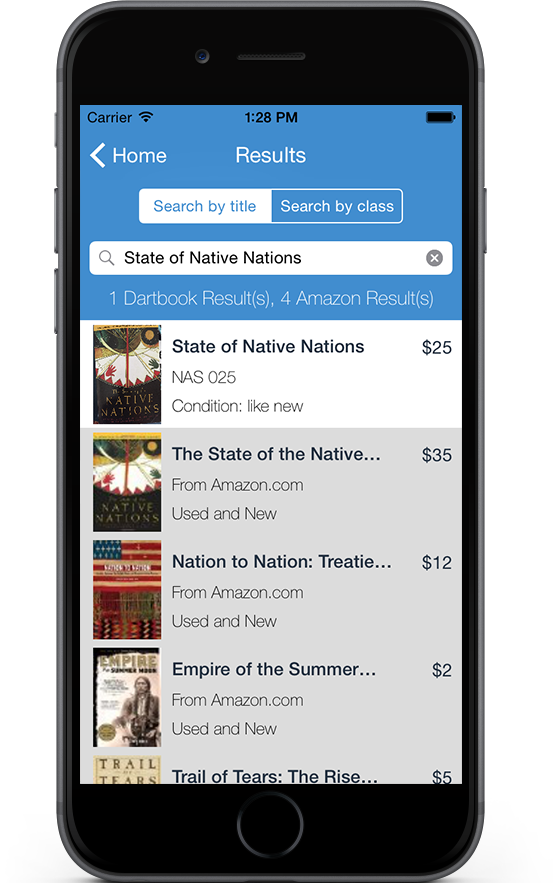 Carrier 1:28 PM
Home Results
Search by title Search by class
State of Native Nations
1 Dartbook Result(s), 4 Amazon Result(s)
State of Native Nations $25
NAS 025
Condition: like new
NATIVE
NATIONS
The State of the Native... $35
From Amazon.com
Used and New
NATIVE
NATIONS
Nation to Nation: Treatie... $12
NATION TO NATION
From Amazon.com
Used and New
Empire of the Summer... $2
EMPIRE
SUMMER MOON
From Amazon.com
Used and New
Trail of Tears: The Rise... $5
TRAIL
OF
TEARS